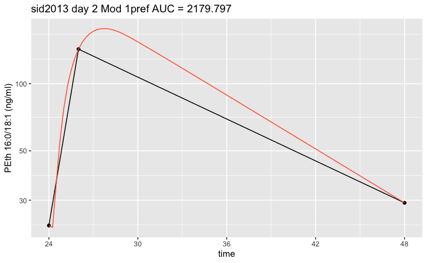 sid2013 day 2 Mod 1pref AUC = 2179.797
PEth 16:0/18:1 (ng/ml)
100
50
30
24
30
36
42
48
time